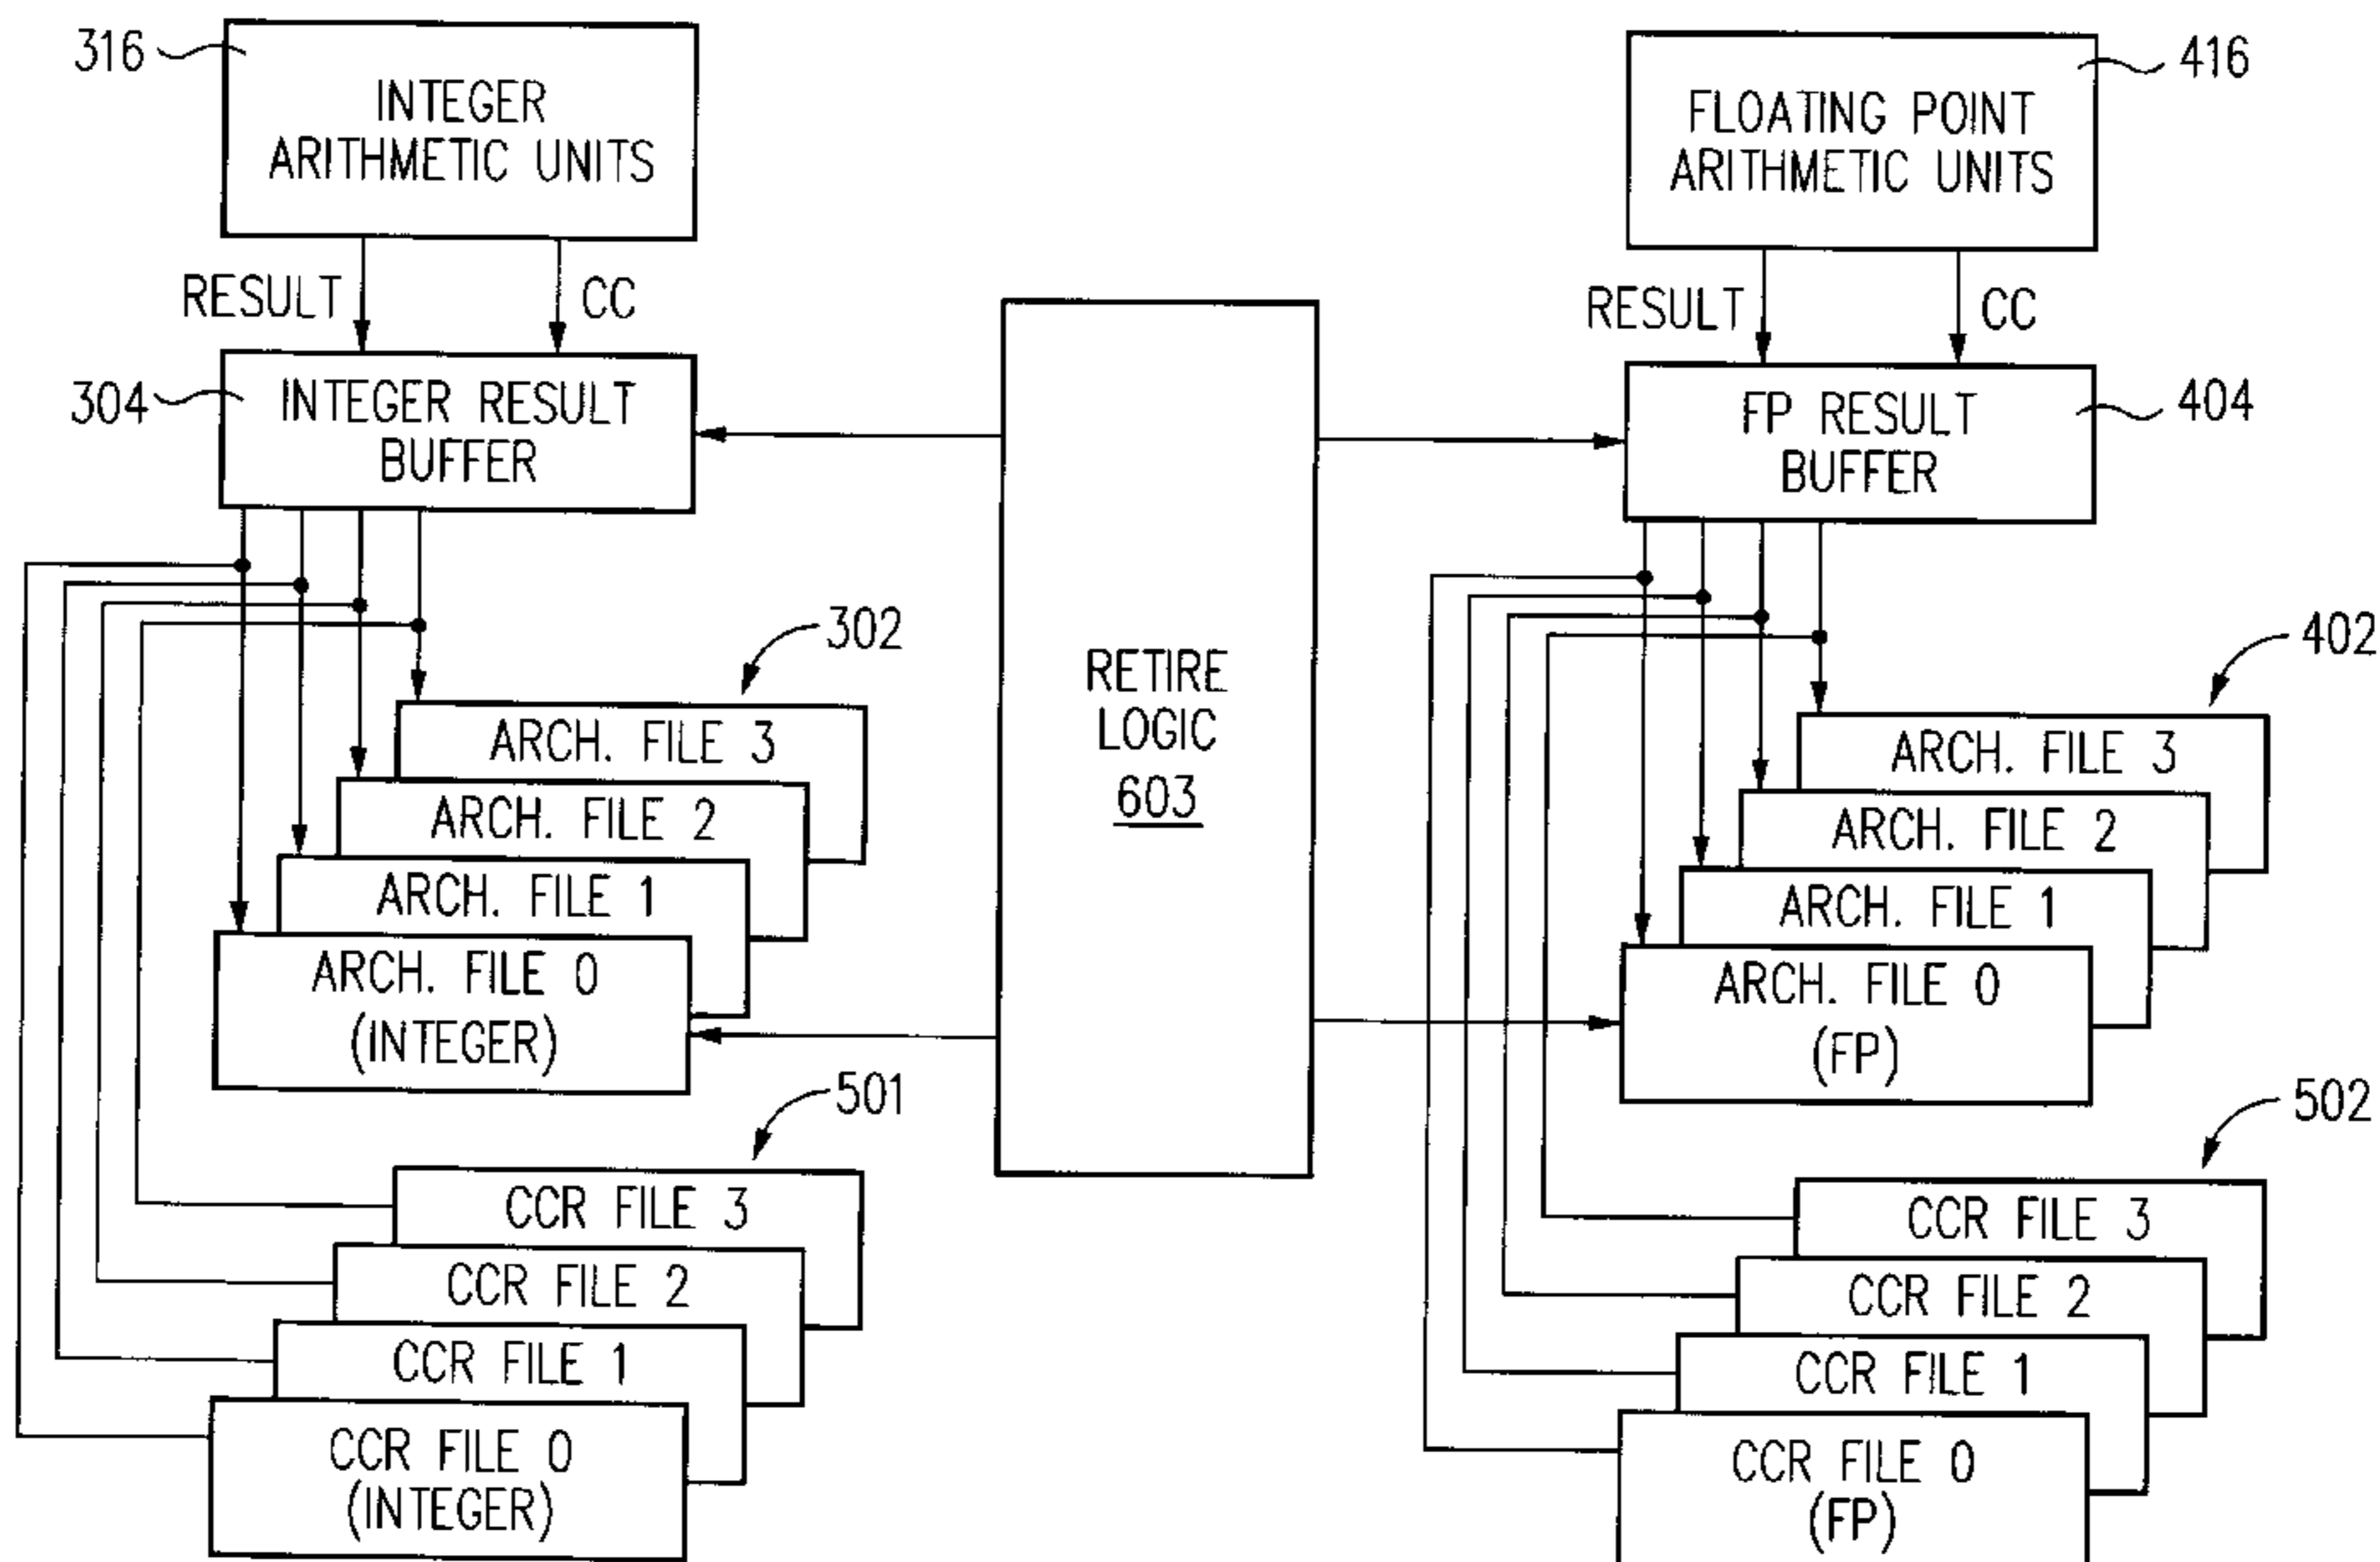 316
INTEGER
ARITHMETIC UNITS
416
FLOATING POINT
ARITHMETIC UNITS
RESULT
CC
RESULT
CC
304
INTEGER RESULT
BUFFER
FP RESULT
BUFFER
404
302
402
RETIRE
LOGIC
603
ARCH. FILE 3
ARCH. FILE 2
ARCH. FILE 1
ARCH. FILE 0
(INTEGER)
ARCH. FILE 3
ARCH. FILE 2
ARCH. FILE 1
ARCH. FILE 0
(FP)
501
502
CCR FILE 3
CCR FILE 2
CCR FILE 1
CCR FILE 0
(INTEGER)
CCR FILE 3
CCR FILE 2
CCR FILE 1
CCR FILE 0
(FP)